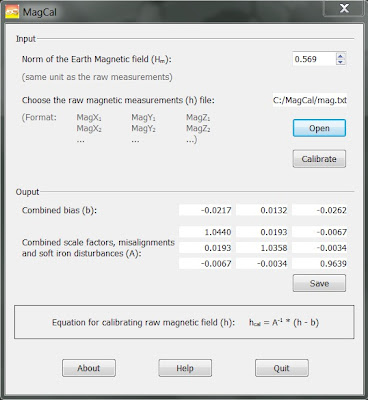 MagCal
Input
Norm of the Earth Magnetic field (Hₘ): 0.569
(same unit as the raw measurements)
Choose the raw magnetic measurements (h) file: C:/MagCal/mag.txt
(Format: MagX₁ MagY₁ MagZ₁
MagX₂ MagY₂ MagZ₂
... ... ...)
Open
Calibrate
Ouput
Combined bias (b): -0.0217 0.0132 -0.0262
1.0440 0.0193 -0.0067
Combined scale factors, misalignments
and soft iron disturbances (A): 0.0193 1.0358 -0.0034
-0.0067 -0.0034 0.9639
Save
Equation for calibrating raw magnetic field (h): hcal = A⁻¹ * (h - b)
About Help Quit